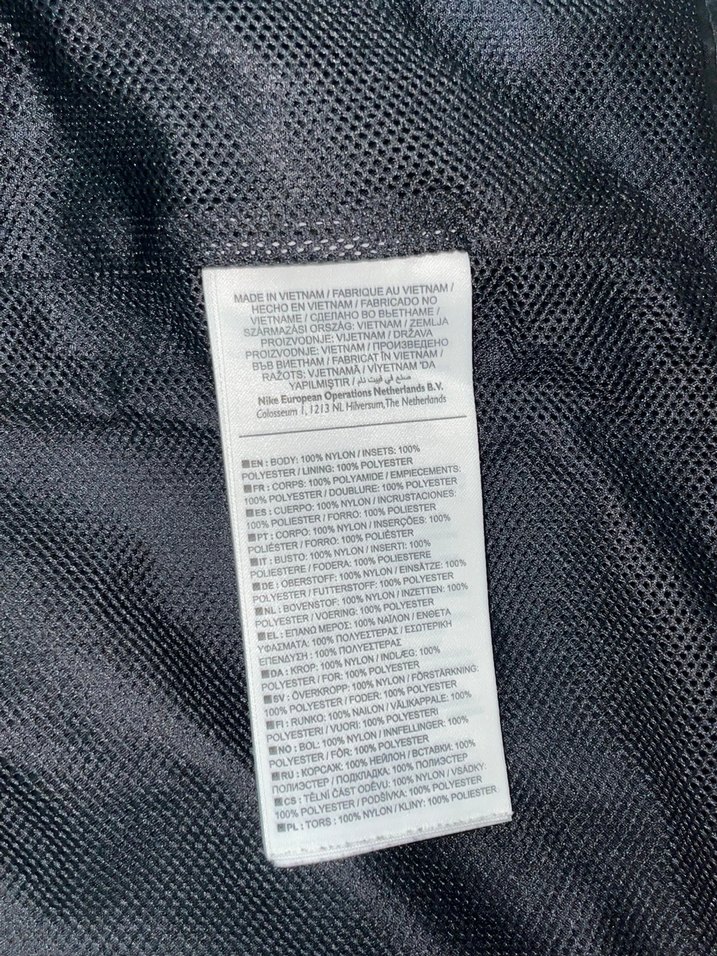 MADE IN VIETNAM / FABRIQUE AU VIETNAM /
HECHO EN VIETNAM / FABRICADO NO
VIETNAME / СДЕЛАНО ВО ВЬЕТНАМЕ /
SZÁRMAZÁSI ORSZÁG: VIETNAM / ZEMLJA
PROIZVODNJE: VIJETNAM / DRŽAVA
PROIZVODNJE: VIETNAM / ПРОИЗВЕДЕНО
ВЪВ ВИЕТНАМ / FABRICAT ÎN VIETNAM /
RAŽOTS: VJETNAMĀ / VİYETNAM 'DA
YAPILMIŞTIR / صنع في فييت نام
Nike European Operations Netherlands B.V.
Colosseum 1, 1213 NL Hilversum, The Netherlands
EN : BODY: 100% NYLON / INSETS: 100%
POLYESTER / LINING: 100% POLYESTER
FR : CORPS: 100% POLYAMIDE / EMPIECEMENTS:
100% POLYESTER / DOUBLURE: 100% POLYESTER
ES : CUERPO: 100% NYLON / INCRUSTACIONES:
100% POLIESTER / FORRO: 100% POLIESTER
PT : CORPO: 100% NYLON / INSERÇÕES: 100%
POLIÉSTER / FORRO: 100% POLIÉSTER
IT : BUSTO: 100% NYLON / INSERTI: 100%
POLIESTERE / FODERA: 100% POLIESTERE
DE : OBERSTOFF: 100% NYLON / EINSÄTZE: 100%
POLYESTER / FUTTERSTOFF: 100% POLYESTER
NL : BOVENSTOF: 100% NYLON / INZETTEN: 100%
POLYESTER / VOERING: 100% POLYESTER
EL : ΕΠΑΝΩ ΜΕΡΟΣ: 100% ΝΑΪΛΟΝ / ΕΝΘΕΤΑ
ΥΦΑΣΜΑΤΑ: 100% ΠΟΛΥΕΣΤΕΡΑΣ / ΕΣΩΤΕΡΙΚΗ
ΕΠΕΝΔΥΣΗ : 100% ΠΟΛΥΕΣΤΕΡΑΣ
DA : KROP: 100% NYLON / INDLÆG: 100%
POLYESTER / FOR: 100% POLYESTER
SV : ÖVERKROPP: 100% NYLON / FÖRSTÄRKNING:
100% POLYESTER / FODER: 100% POLYESTER
FI : RUNKO: 100% NAILON / VÄLIKAPPALE: 100%
POLYESTERI / VUORI: 100% POLYESTERI
NO : BOL: 100% NYLON / INNFELLINGER: 100%
POLYESTER / FÔR: 100% POLYESTER
RU : КОРСАЖ: 100% НЕЙЛОН / ВСТАВКИ: 100%
ПОЛИЭСТЕР / ПОДКЛАДКА: 100% ПОЛИЭСТЕР
CS : TĚLNÍ ČÁST ODĚVU: 100% NYLON / VSADKY:
100% POLYESTER / PODŠÍVKA: 100% POLYESTER
PL : TORS : 100% NYLON / KLINY: 100% POLIESTER